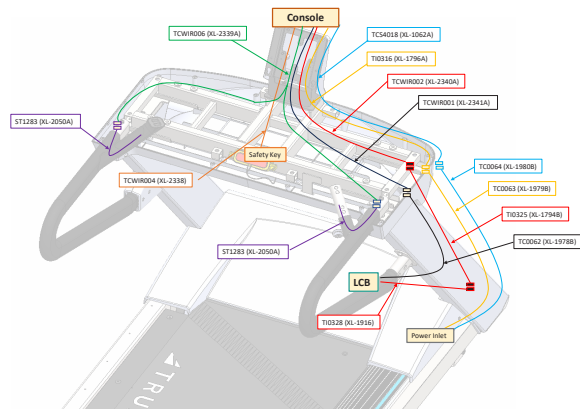 Console
TCWIR006 (XL-2339A)
TCS4018 (XL-1062A)
TI0316 (XL-1796A)
TCWIR002 (XL-2340A)
TCWIR001 (XL-2341A)
ST1283 (XL-2050A)
Safety Key
TCWIR004 (XL-2338)
TC0064 (XL-1980B)
TC0063 (XL-1979B)
TI0325 (XL-1794B)
TC0062 (XL-1978B)
ST1283 (XL-2050A)
LCB
TI0328 (XL-1916)
Power Inlet
TRU